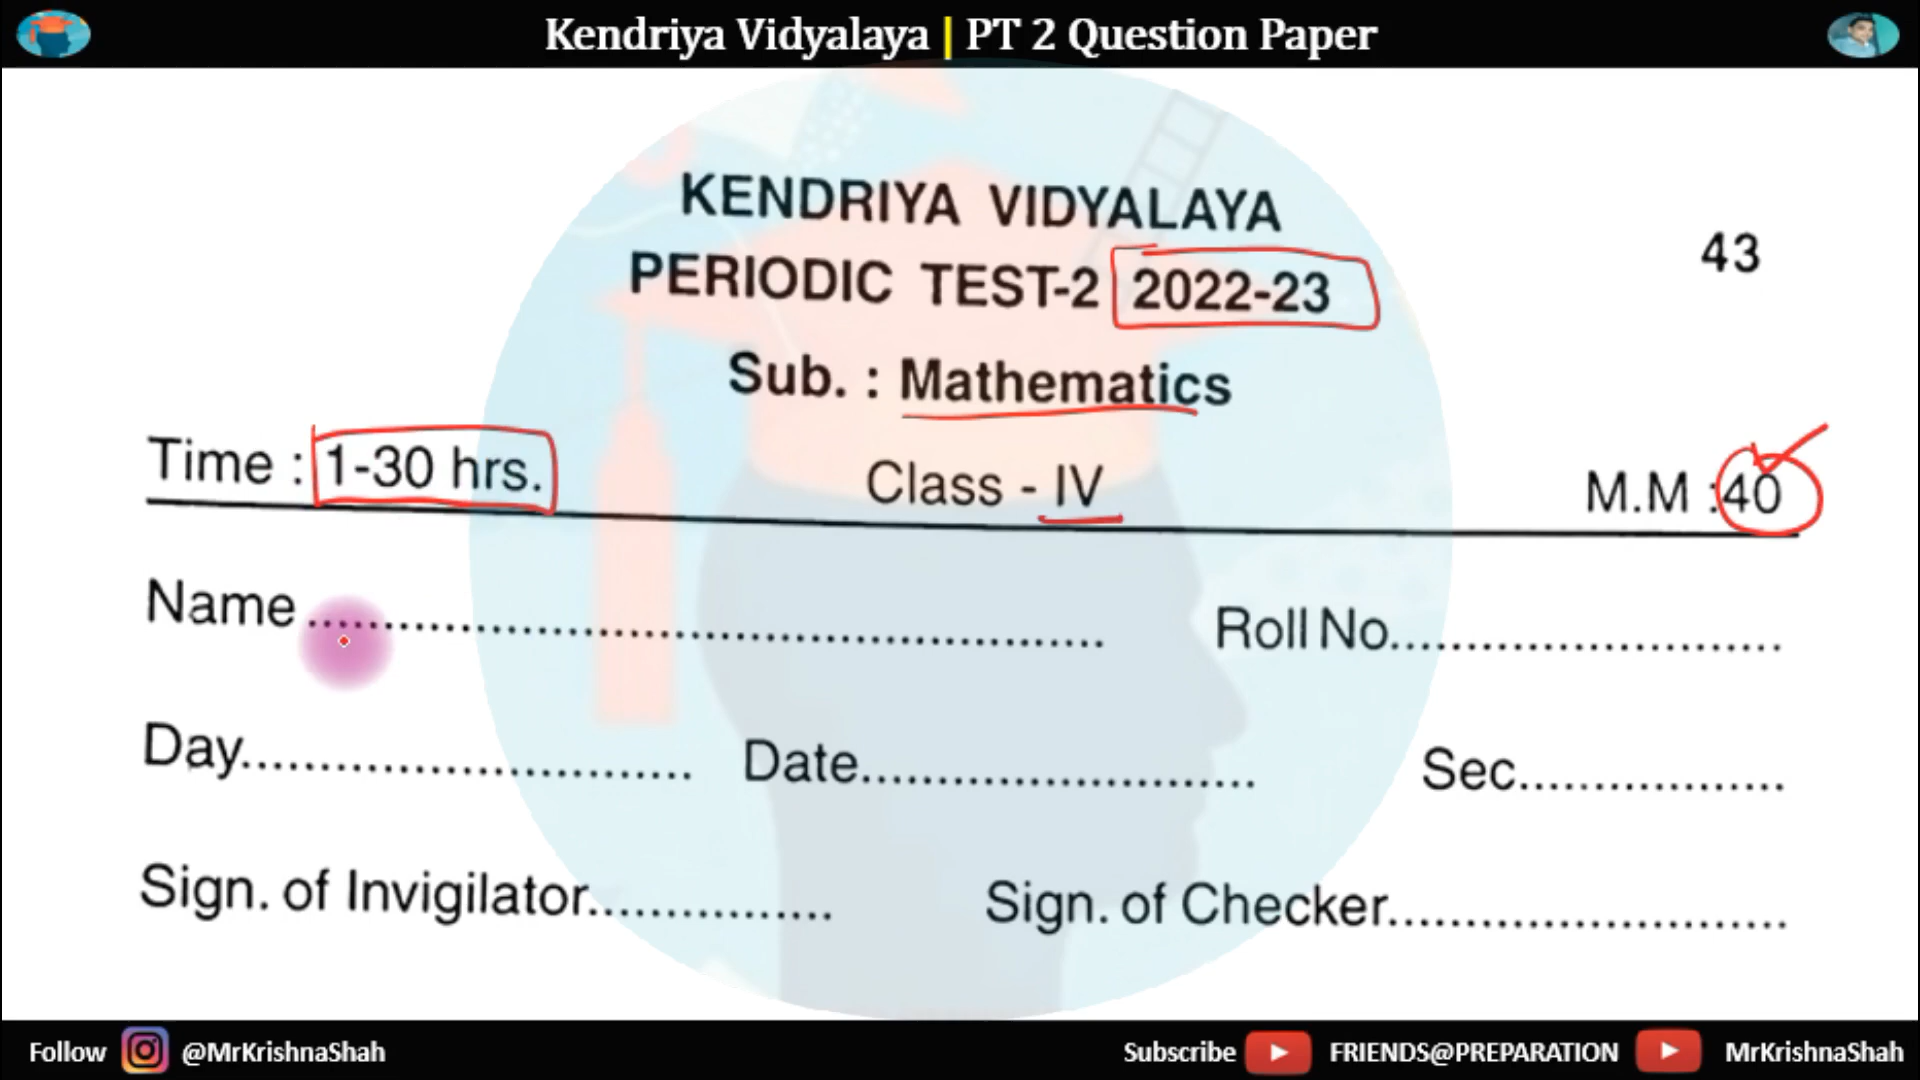 Kendriya Vidyalaya | PT 2 Question Paper
KENDRIYA VIDYALAYA
43
PERIODIC TEST-2 2022-23
Sub. : Mathematics
Time : 1-30 hrs. Class - IV M.M : 40
Name ........................................................ Roll No..........................
Day.............................. Date.......................... Sec..................
Sign. of Invigilator................ Sign. of Checker..........................
Follow @MrKrishnaShah Subscribe FRIENDS@PREPARATION MrKrishnaShah